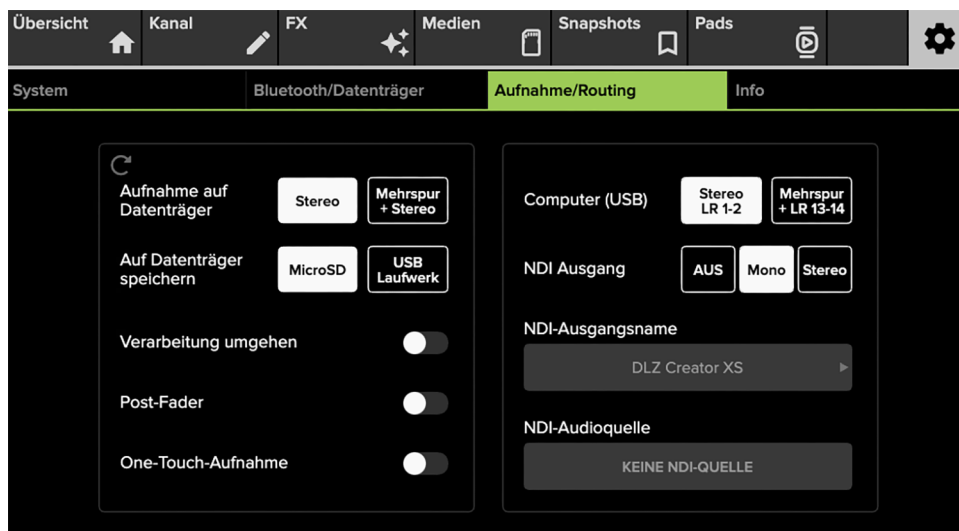 Übersicht
Kanal
FX
Medien
Snapshots
Pads
System
Bluetooth/Datenträger
Aufnahme/Routing
Info
Aufnahme auf
Datenträger
Stereo
Mehrspur
+ Stereo
Auf Datenträger
speichern
MicroSD
USB
Laufwerk
Verarbeitung umgehen
Post-Fader
One-Touch-Aufnahme
Computer (USB)
Stereo
LR 1-2
Mehrspur
+ LR 13-14
NDI Ausgang
AUS
Mono
Stereo
NDI-Ausgangsname
DLZ Creator XS
NDI-Audioquelle
KEINE NDI-QUELLE